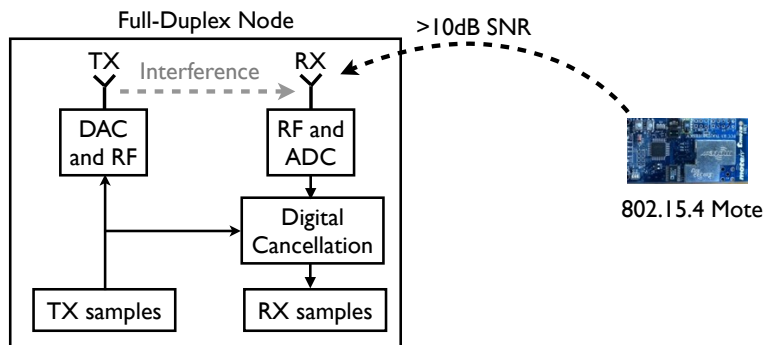 Full-Duplex Node
>10dB SNR
TX
Interference
RX
DAC
and RF
RF and
ADC
802.15.4 Mote
Digital
Cancellation
TX samples
RX samples